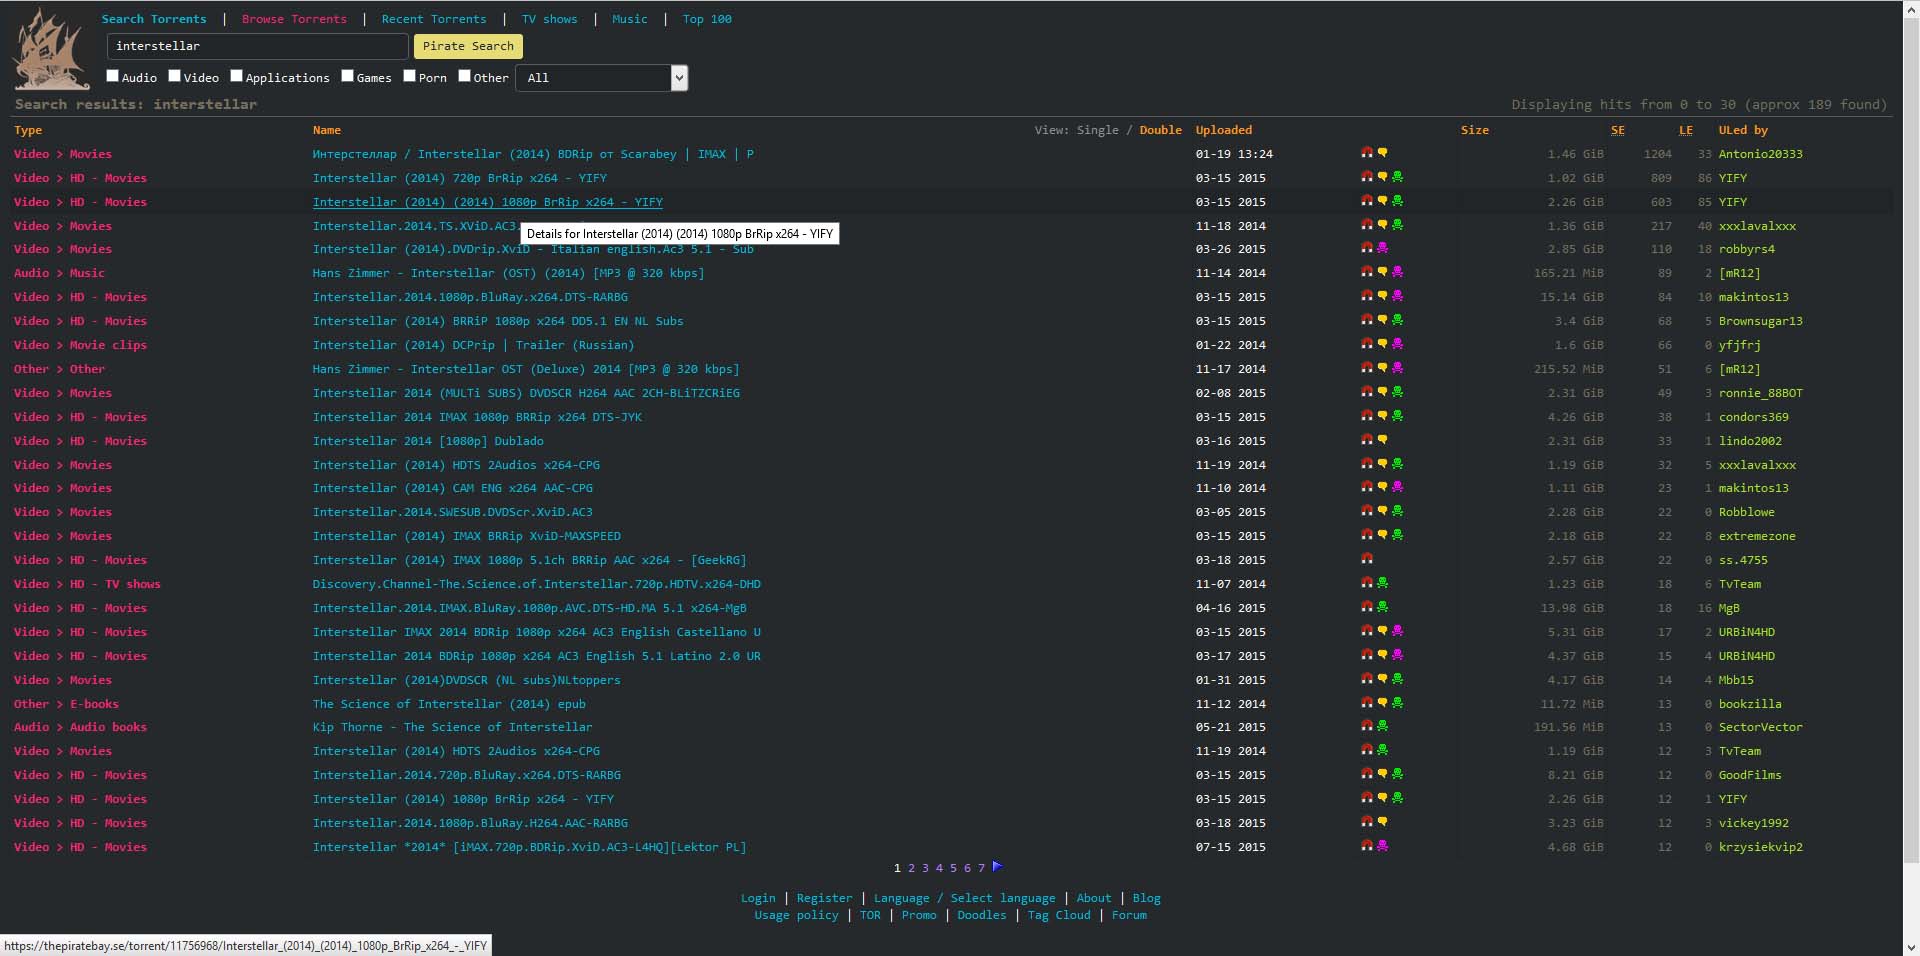 Search Torrents | Browse Torrents | Recent Torrents | TV shows | Music | Top 100
interstellar Pirate Search
Audio Video Applications Games Porn Other All
Search results: interstellar Displaying hits from 0 to 30 (approx 189 found)
Type Name View: Single / Double Uploaded Size SE LE ULed by
Video > Movies Интерстеллар / Interstellar (2014) BDRip от Scarabey | IMAX | P 01-19 13:24 1.46 GiB 1204 33 Antonio20333
Video > HD - Movies Interstellar (2014) 720p BrRip x264 - YIFY 03-15 2015 1.02 GiB 809 86 YIFY
Video > HD - Movies Interstellar (2014) (2014) 1080p BrRip x264 - YIFY 03-15 2015 2.26 GiB 603 85 YIFY
Video > Movies Interstellar.2014.TS.XViD.AC3. 11-18 2014 1.36 GiB 217 40 xxxlavalxxx
Details for Interstellar (2014) (2014) 1080p BrRip x264 - YIFY
Video > Movies Interstellar (2014).DVDrip.XviD - Italian english.Ac3 5.1 - Sub 03-26 2015 2.85 GiB 110 18 robbyrs4
Audio > Music Hans Zimmer - Interstellar (OST) (2014) [MP3 @ 320 kbps] 11-14 2014 165.21 MiB 89 2 [mR12]
Video > HD - Movies Interstellar.2014.1080p.BluRay.x264.DTS-RARBG 03-15 2015 15.14 GiB 84 10 makintos13
Video > HD - Movies Interstellar (2014) BRRiP 1080p x264 DD5.1 EN NL Subs 03-15 2015 3.4 GiB 68 5 Brownsugar13
Video > Movie clips Interstellar (2014) DCPrip | Trailer (Russian) 01-22 2014 1.6 GiB 66 0 yfjfrj
Other > Other Hans Zimmer - Interstellar OST (Deluxe) 2014 [MP3 @ 320 kbps] 11-17 2014 215.52 MiB 51 6 [mR12]
Video > Movies Interstellar 2014 (MULTi SUBS) DVDSCR H264 AAC 2CH-BLiTZCRiEG 02-08 2015 2.31 GiB 49 3 ronnie_88BOT
Video > HD - Movies Interstellar 2014 IMAX 1080p BRRip x264 DTS-JYK 03-15 2015 4.26 GiB 38 1 condors369
Video > HD - Movies Interstellar 2014 [1080p] Dublado 03-16 2015 2.31 GiB 33 1 lindo2002
Video > Movies Interstellar (2014) HDTS 2Audios x264-CPG 11-19 2014 1.19 GiB 32 5 xxxlavalxxx
Video > Movies Interstellar (2014) CAM ENG x264 AAC-CPG 11-10 2014 1.11 GiB 23 1 makintos13
Video > Movies Interstellar.2014.SWESUB.DVDScr.XviD.AC3 03-05 2015 2.28 GiB 22 0 Robblowe
Video > Movies Interstellar (2014) IMAX BRRip XviD-MAXSPEED 03-15 2015 2.18 GiB 22 8 extremezone
Video > HD - Movies Interstellar (2014) IMAX 1080p 5.1ch BRRip AAC x264 - [GeekRG] 03-18 2015 2.57 GiB 22 0 ss.4755
Video > HD - TV shows Discovery.Channel-The.Science.of.Interstellar.720p.HDTV.x264-DHD 11-07 2014 1.23 GiB 18 6 TvTeam
Video > HD - Movies Interstellar.2014.IMAX.BluRay.1080p.AVC.DTS-HD.MA 5.1 x264-MgB 04-16 2015 13.98 GiB 18 16 MgB
Video > HD - Movies Interstellar IMAX 2014 BDRip 1080p x264 AC3 English Castellano U 03-15 2015 5.31 GiB 17 2 URBiN4HD
Video > HD - Movies Interstellar 2014 BDRip 1080p x264 AC3 English 5.1 Latino 2.0 UR 03-17 2015 4.37 GiB 15 4 URBiN4HD
Video > Movies Interstellar (2014)DVDSCR (NL subs)NLtoppers 01-31 2015 4.17 GiB 14 4 Mbb15
Other > E-books The Science of Interstellar (2014) epub 11-12 2014 11.72 MiB 13 0 bookzilla
Audio > Audio books Kip Thorne - The Science of Interstellar 05-21 2015 191.56 MiB 13 0 SectorVector
Video > Movies Interstellar (2014) HDTS 2Audios x264-CPG 11-19 2014 1.19 GiB 12 3 TvTeam
Video > HD - Movies Interstellar.2014.720p.BluRay.x264.DTS-RARBG 03-15 2015 8.21 GiB 12 0 GoodFilms
Video > HD - Movies Interstellar (2014) 1080p BrRip x264 - YIFY 03-15 2015 2.26 GiB 12 1 YIFY
Video > HD - Movies Interstellar.2014.1080p.BluRay.H264.AAC-RARBG 03-18 2015 3.23 GiB 12 3 vickey1992
Video > HD - Movies Interstellar *2014* [iMAX.720p.BDRip.XviD.AC3-L4HQ][Lektor PL] 07-15 2015 4.68 GiB 12 0 krzysiekvip2
1 2 3 4 5 6 7
Login | Register | Language / Select language | About | Blog
Usage policy | TOR | Promo | Doodles | Tag Cloud | Forum
https://thepiratebay.se/torrent/11756968/Interstellar_(2014)_(2014)_1080p_BrRip_x264_-_YIFY